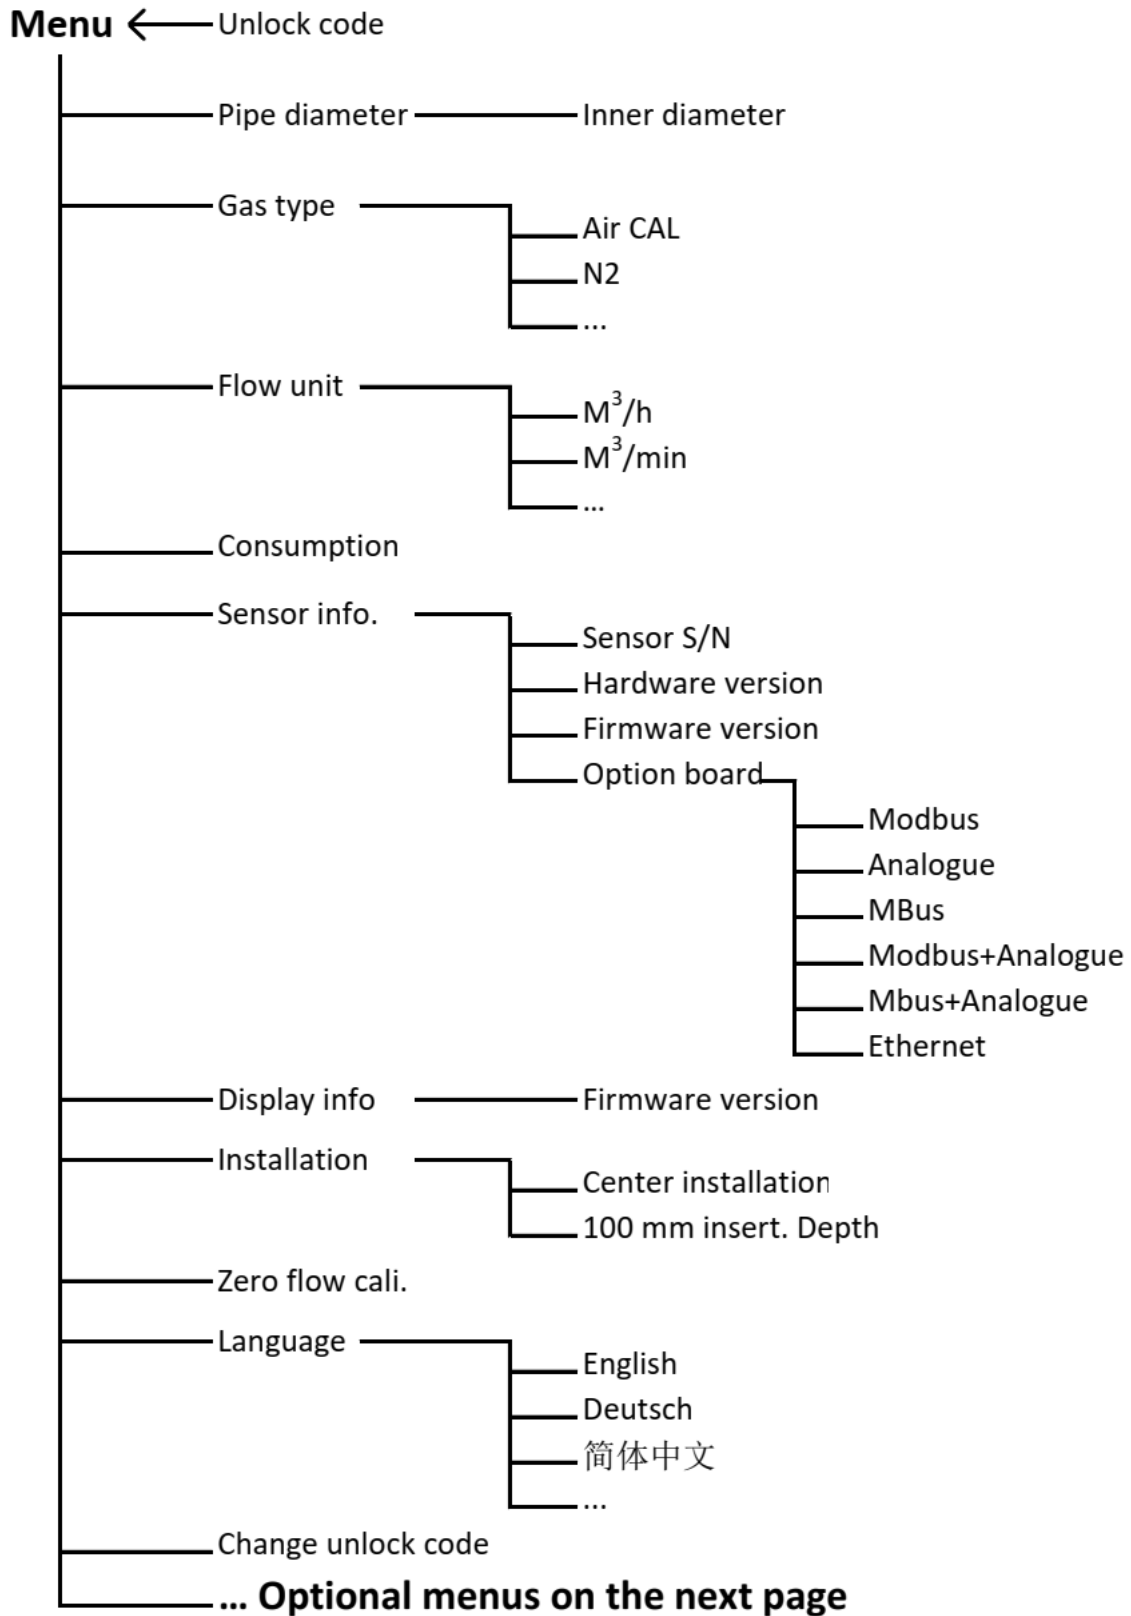 Menu Unlock code
Pipe diameter Inner diameter
Gas type
Air CAL
N2
...
Flow unit
M³/h
M³/min
...
Consumption
Sensor info.
Sensor S/N
Hardware version
Firmware version
Option board
Modbus
Analogue
MBus
Modbus+Analogue
Mbus+Analogue
Ethernet
Display info Firmware version
Installation
Center installation
100 mm insert. Depth
Zero flow cali.
Language
English
Deutsch
简体中文
...
Change unlock code
... Optional menus on the next page